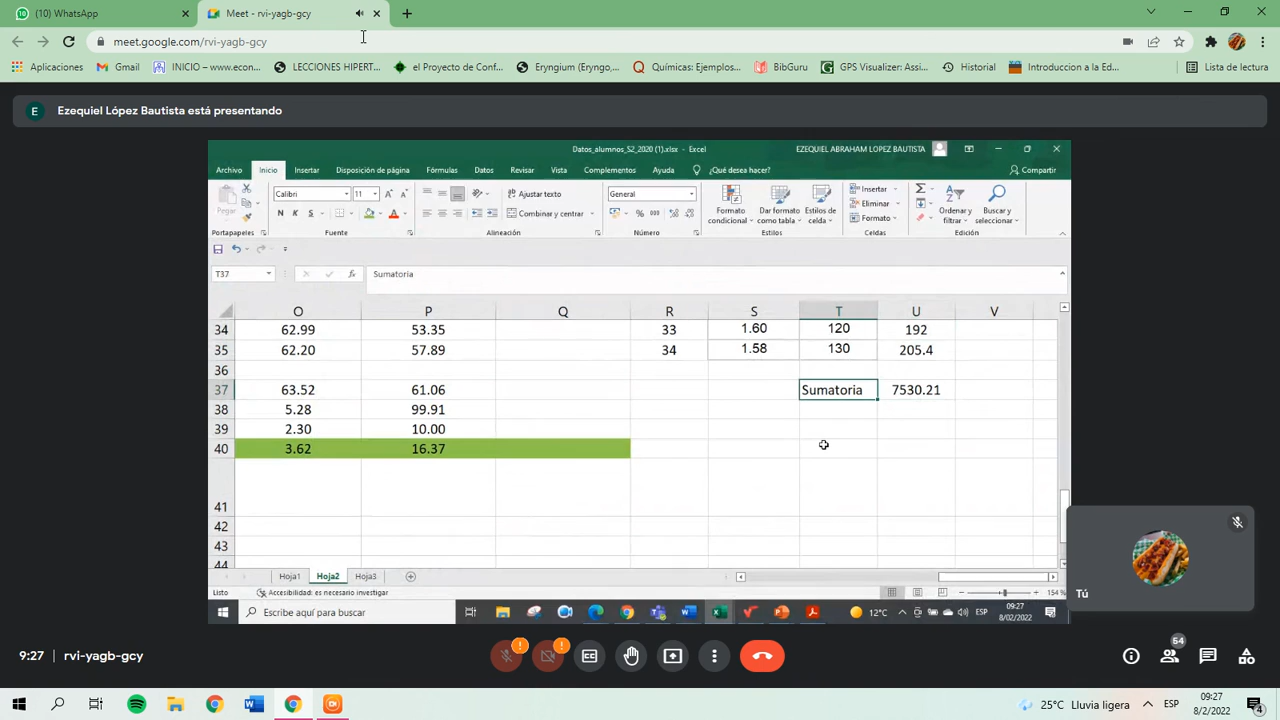 (10) WhatsApp
Meet - rvi-yagb-gcy
meet.google.com/rvi-yagb-gcy
Aplicaciones
Gmail
INICIO – www.econ...
LECCIONES HIPERT...
el Proyecto de Conf...
Eryngium (Eryngo,...
Químicas: Ejemplos...
BibGuru
GPS Visualizer: Assi...
Historial
Introduccion a la Ed...
Lista de lectura
E
Ezequiel López Bautista está presentando
Datos_alumnos_S2_2020 (1).xlsx - Excel
EZEQUIEL ABRAHAM LOPEZ BAUTISTA
Archivo Inicio Insertar Disposición de página Fórmulas Datos Revisar Vista Complementos Ayuda ¿Qué desea hacer? Compartir
Pegar
Calibri 11
N K S
Ajustar texto
Combinar y centrar
General
% 000
Formato condicional
Dar formato como tabla
Estilos de celda
Insertar
Eliminar
Formato
Ordenar y filtrar
Buscar y seleccionar
Portapapeles Fuente Alineación Número Estilos Celdas Edición
T37 fx Sumatoria
O P Q R S T U V
34 62.99 53.35 33 1.60 120 192
35 62.20 57.89 34 1.58 130 205.4
36
37 63.52 61.06 Sumatoria 7530.21
38 5.28 99.91
39 2.30 10.00
40 3.62 16.37
41
42
43
44
Hoja1 Hoja2 Hoja3
Listo Accesibilidad: es necesario investigar 154 %
Escribe aquí para buscar
12°C ESP 09:27
8/02/2022
Tú
9:27 rvi-yagb-gcy
64
25°C Lluvia ligera ESP 09:27
8/2/2022
4